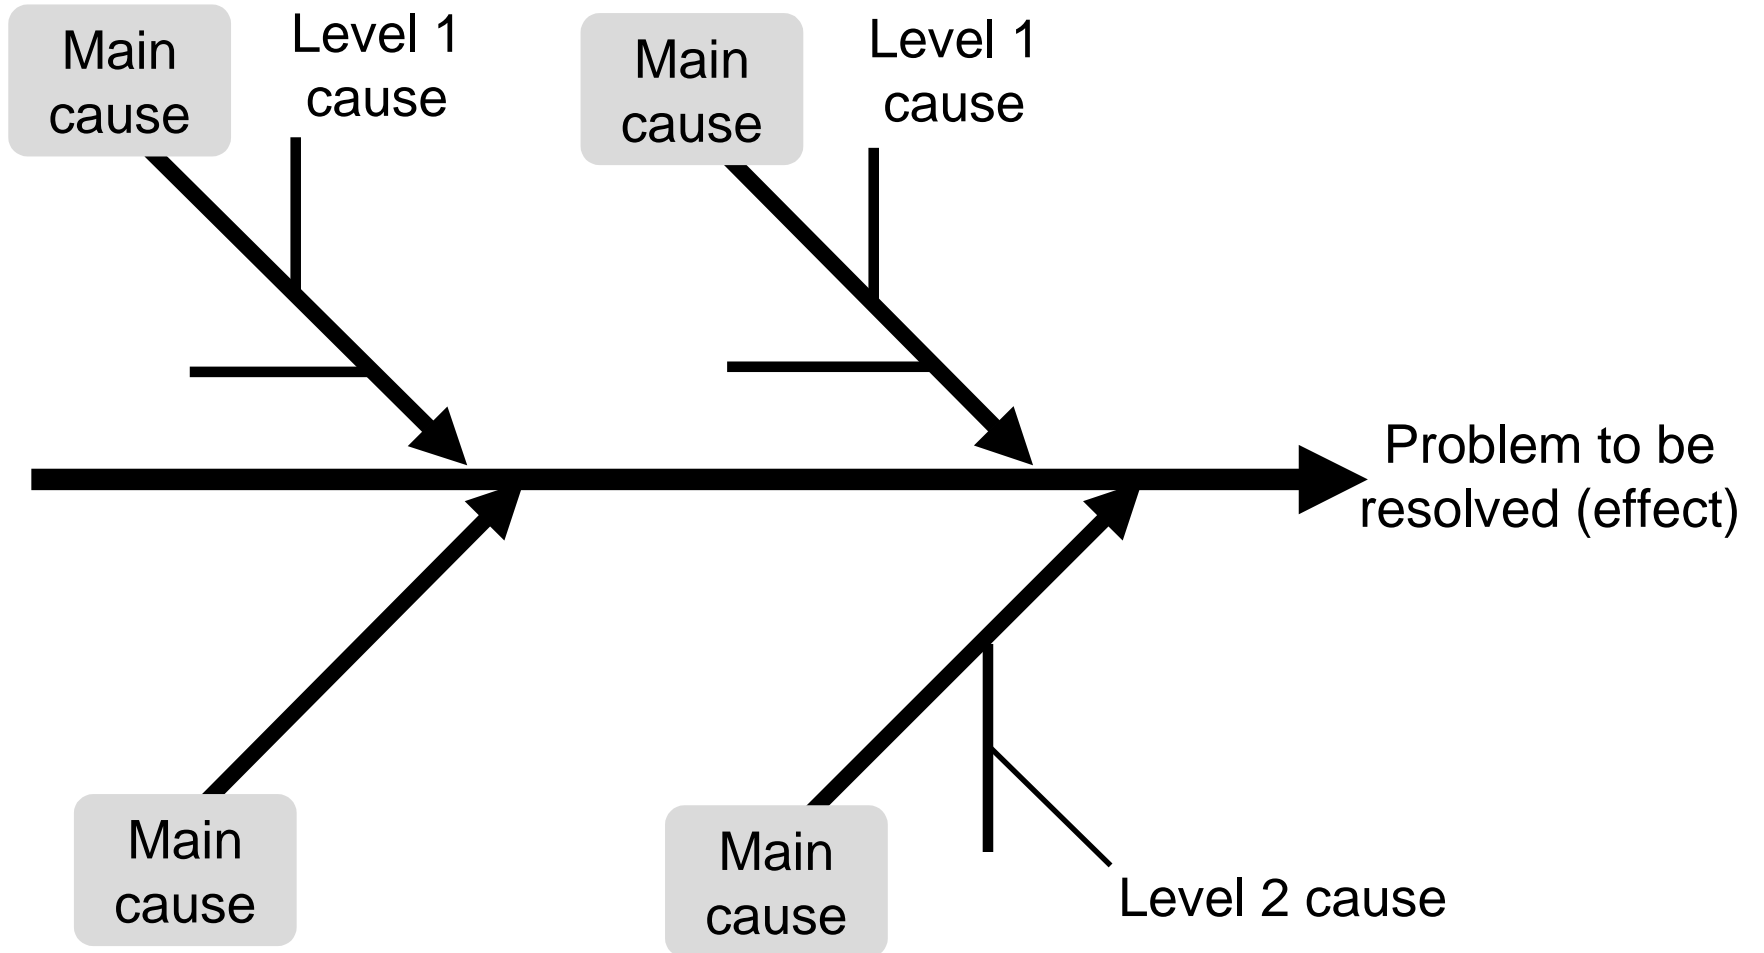 Main
cause
Level 1
cause
Main
cause
Level 1
cause
Problem to be
resolved (effect)
Main
cause
Main
cause
Level 2 cause